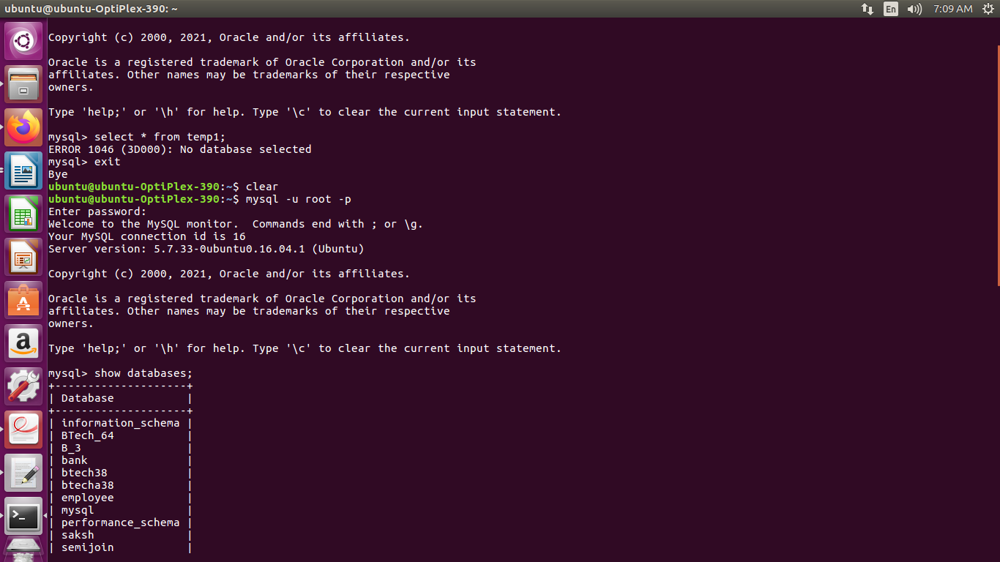 ubuntu@ubuntu-OptiPlex-390: ~
En
7:09 AM
Copyright (c) 2000, 2021, Oracle and/or its affiliates.
Oracle is a registered trademark of Oracle Corporation and/or its
affiliates. Other names may be trademarks of their respective
owners.
Type 'help;' or '\h' for help. Type '\c' to clear the current input statement.
mysql> select * from temp1;
ERROR 1046 (3D000): No database selected
mysql> exit
Bye
ubuntu@ubuntu-OptiPlex-390:~$ clear
ubuntu@ubuntu-OptiPlex-390:~$ mysql -u root -p
Enter password:
Welcome to the MySQL monitor.  Commands end with ; or \g.
Your MySQL connection id is 16
Server version: 5.7.33-0ubuntu0.16.04.1 (Ubuntu)
Copyright (c) 2000, 2021, Oracle and/or its affiliates.
Oracle is a registered trademark of Oracle Corporation and/or its
affiliates. Other names may be trademarks of their respective
owners.
Type 'help;' or '\h' for help. Type '\c' to clear the current input statement.
mysql> show databases;
+--------------------+
| Database           |
+--------------------+
| information_schema |
| BTech_64           |
| B_3                |
| bank               |
| btech38            |
| btecha38           |
| employee           |
| mysql              |
| performance_schema |
| saksh              |
| semijoin           |